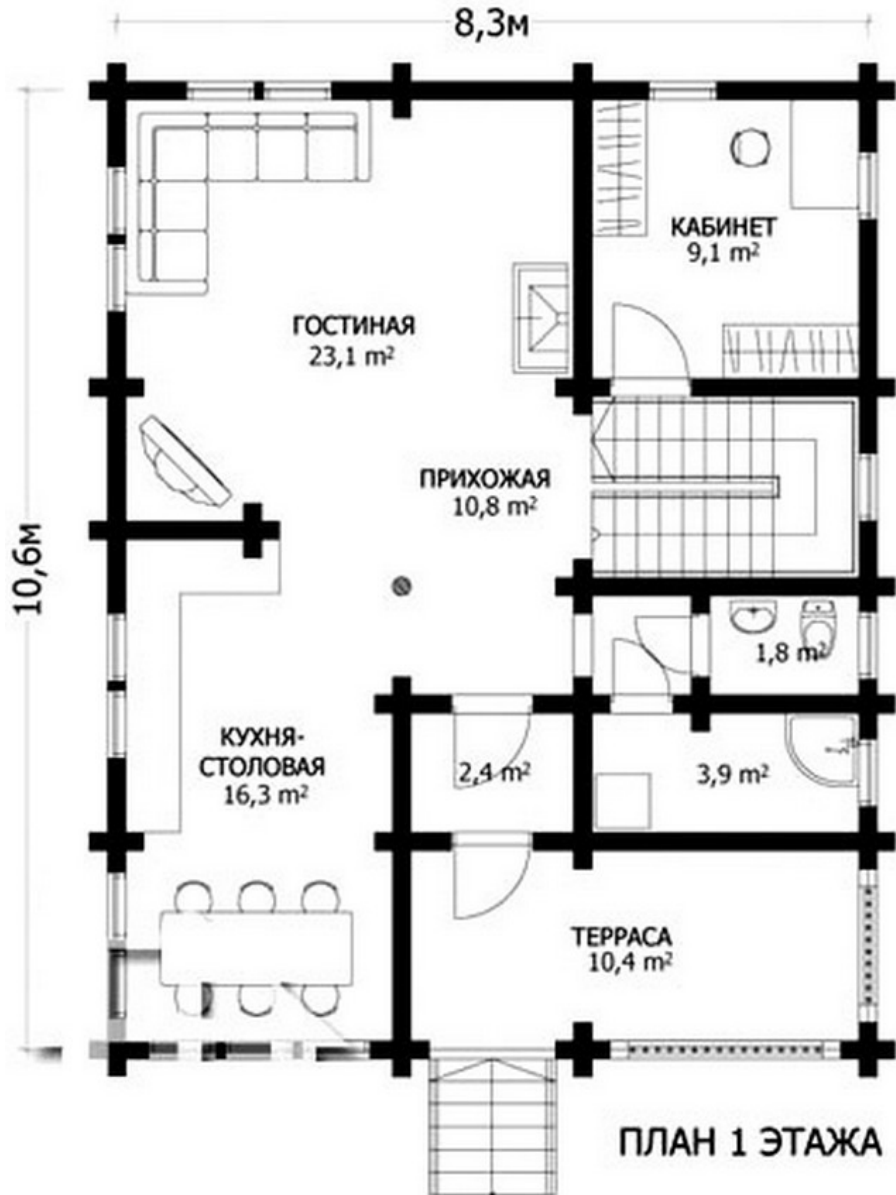 8,3м
КАБИНЕТ
9,1 m²
ГОСТИНАЯ
23,1 m²
ПРИХОЖАЯ
10,8 m²
10,6м
1,8 m²
КУХНЯ-
СТОЛОВАЯ
16,3 m²
2,4 m²
3,9 m²
ТЕРРАСА
10,4 m²
ПЛАН 1 ЭТАЖА